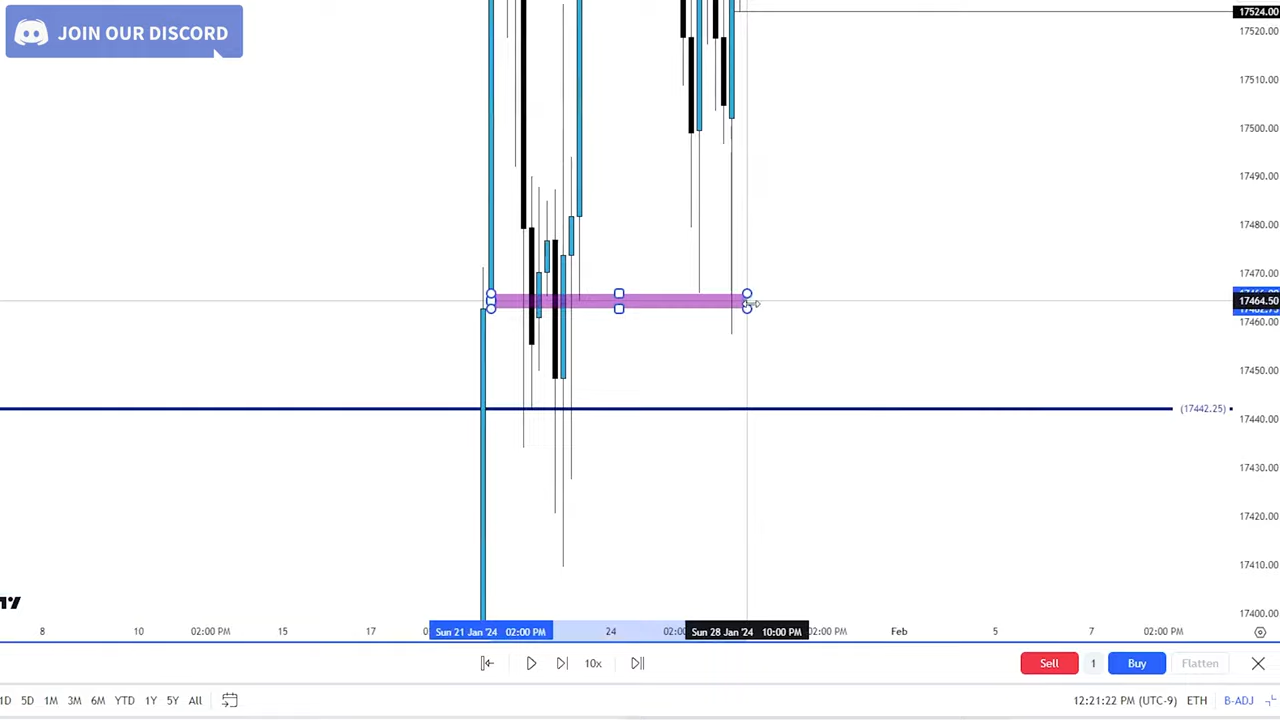 JOIN OUR DISCORD
17524.00
17520.00
17510.00
17500.00
17490.00
17480.00
17470.00
17464.50
17460.00
17450.00
(17442.25)
17440.00
17430.00
17420.00
17410.00
17400.00
8
10
02:00 PM
15
17
Sun 21 Jan '24 02:00 PM
24
02:00
Sun 28 Jan '24 10:00 PM
02:00 PM
Feb
5
7
02:00 PM
10x
Sell
1
Buy
Flatten
1D 5D 1M 3M 6M YTD 1Y 5Y All
12:21:22 PM (UTC-9) ETH B-ADJ